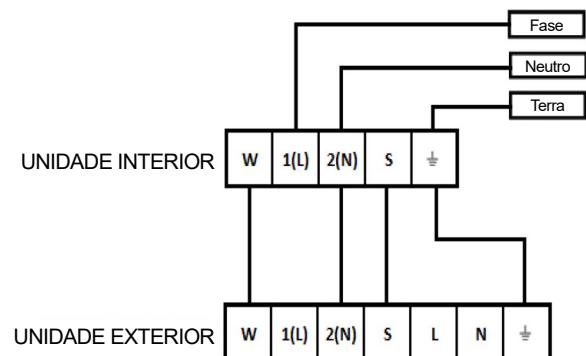 Fase
Neutro
Terra
UNIDADE INTERIOR W 1(L) 2(N) S ⏚
UNIDADE EXTERIOR W 1(L) 2(N) S L N ⏚